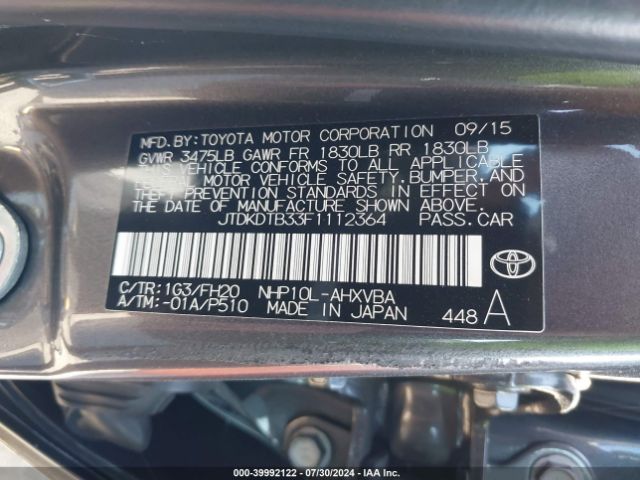 MFD. BY: TOYOTA MOTOR CORPORATION 09/15
GVWR 3475LB GAWR FR 1830LB RR 1830LB
THIS VEHICLE CONFORMS TO ALL APPLICABLE
FEDERAL MOTOR VEHICLE SAFETY, BUMPER, AND
THEFT PREVENTION STANDARDS IN EFFECT ON
THE DATE OF MANUFACTURE SHOWN ABOVE.
JTDKDTB33F1112364 PASS. CAR
C/TR: 1G3/FH20 NHP10L-AHXVBA
A/TM: -01A/P510 MADE IN JAPAN 448 A
000-39992122 - 07/30/2024 - IAA Inc.